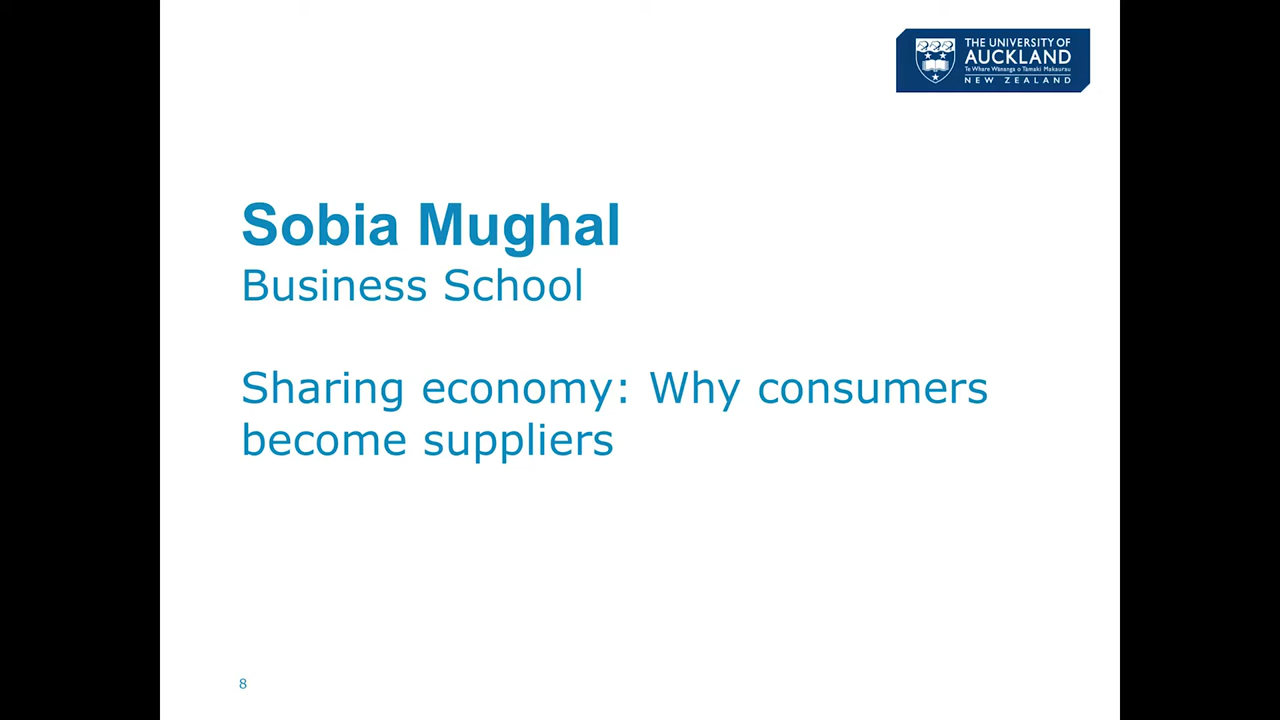 THE UNIVERSITY OF
AUCKLAND
Te Whare Wānanga o Tāmaki Makaurau
NEW ZEALAND
Sobia Mughal
Business School
Sharing economy: Why consumers
become suppliers
8